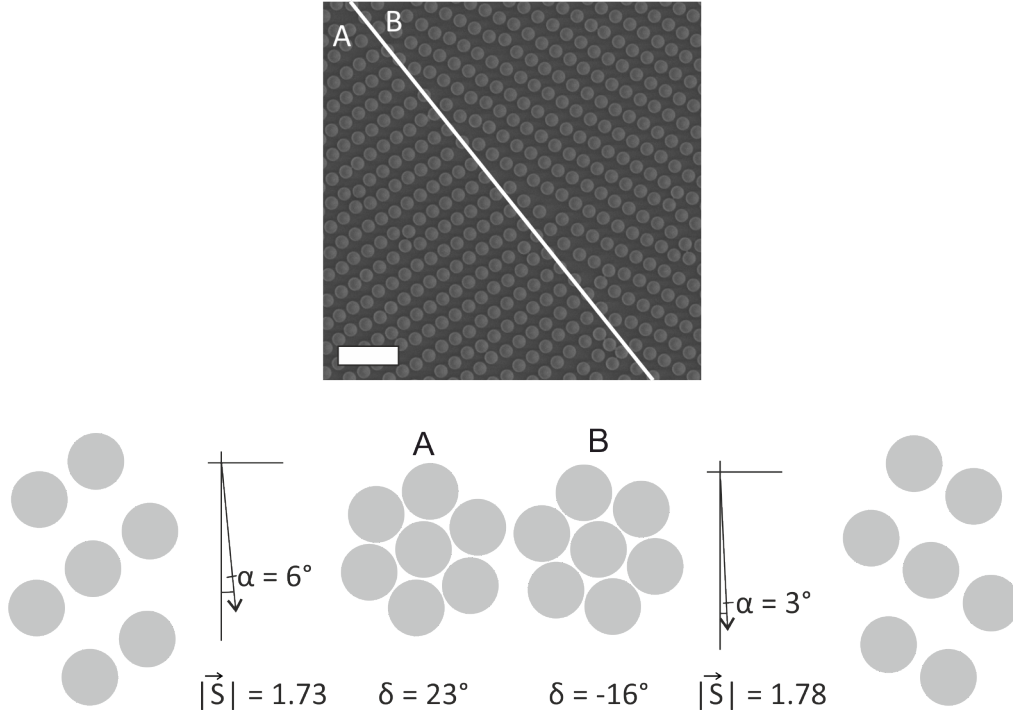 A
B
A
B
α = 6°
α = 3°
|S⃗| = 1.73
δ = 23°
δ = -16°
|S⃗| = 1.78